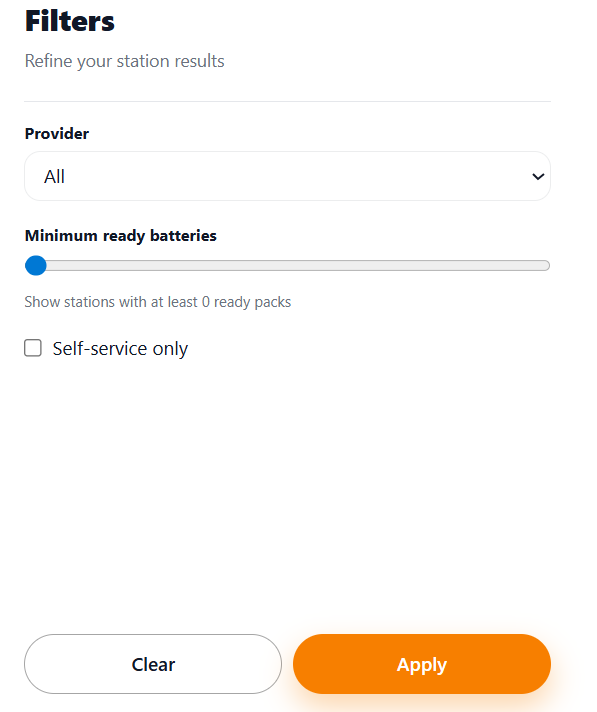 Filters
Refine your station results
Provider
All
Minimum ready batteries
Show stations with at least 0 ready packs
Self-service only
Clear
Apply